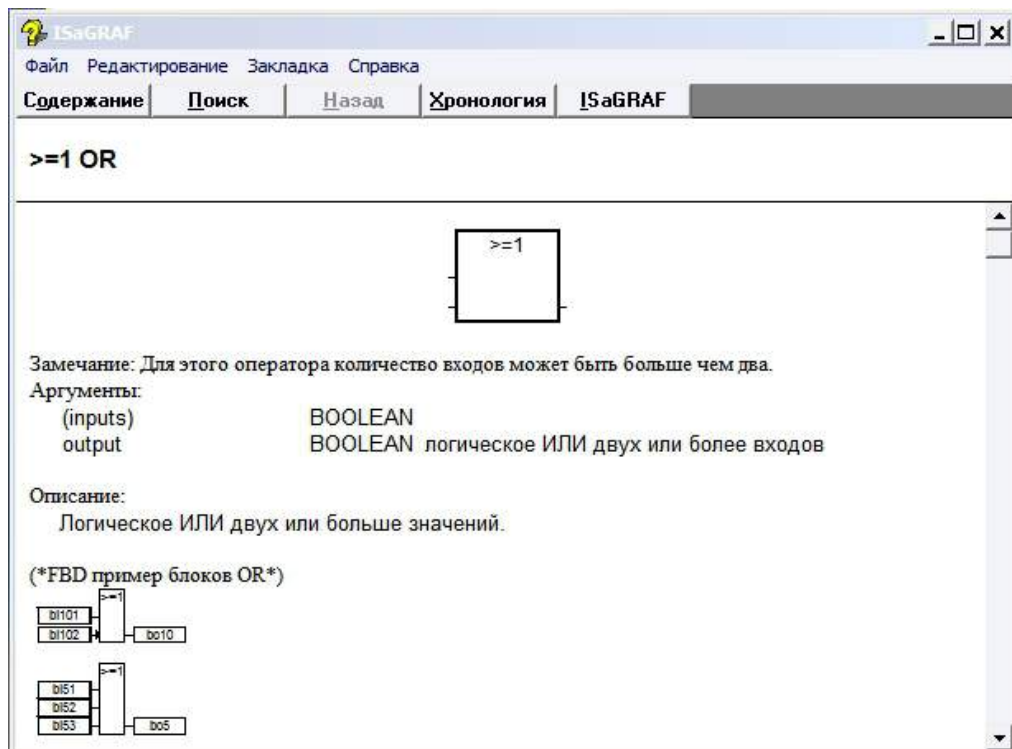 ISaGRAF
Файл Редактирование Закладка Справка
Содержание Поиск Назад Хронология ISaGRAF
>=1 OR
>=1
Замечание: Для этого оператора количество входов может быть больше чем два.
Аргументы:
(inputs) BOOLEAN
output BOOLEAN логическое ИЛИ двух или более входов
Описание:
Логическое ИЛИ двух или больше значений.
(*FBD пример блоков OR*)
>=1
bi101
bi102 bo10
>=1
bi51
bi52
bi53 bo5